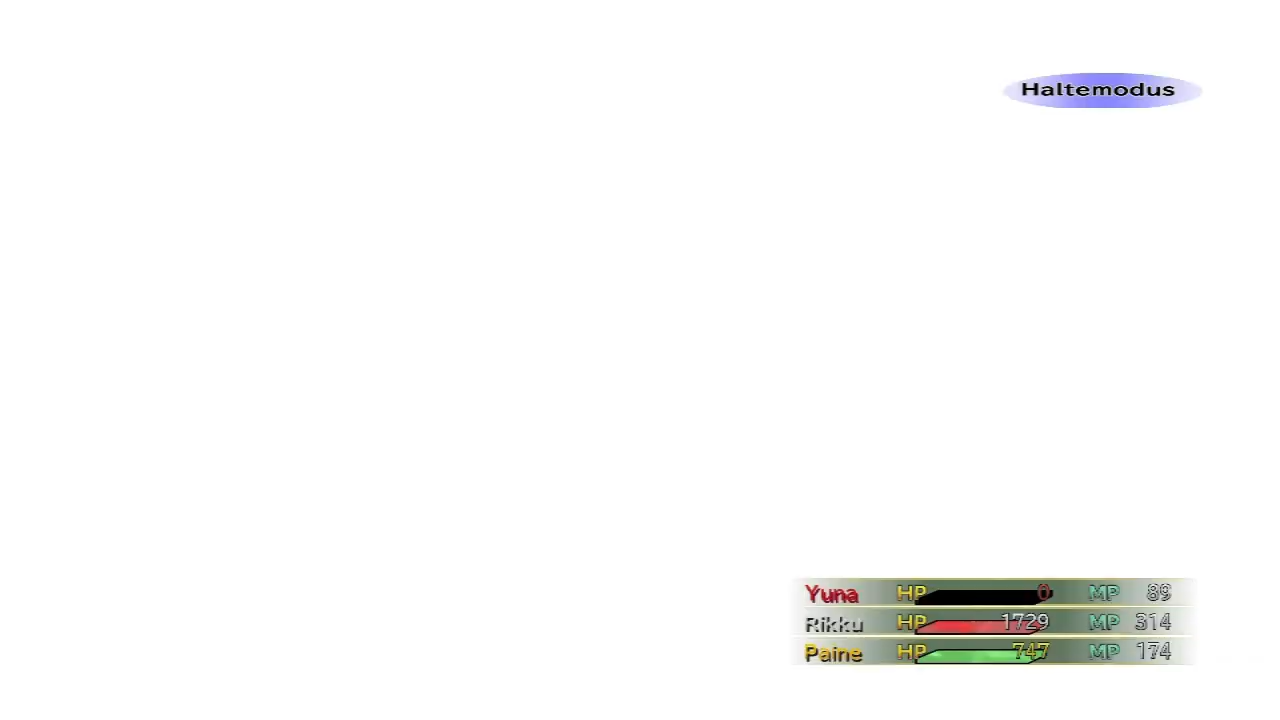 Haltemodus
Yuna HP 0 MP 89
Rikku HP 1729 MP 314
Paine HP 747 MP 174